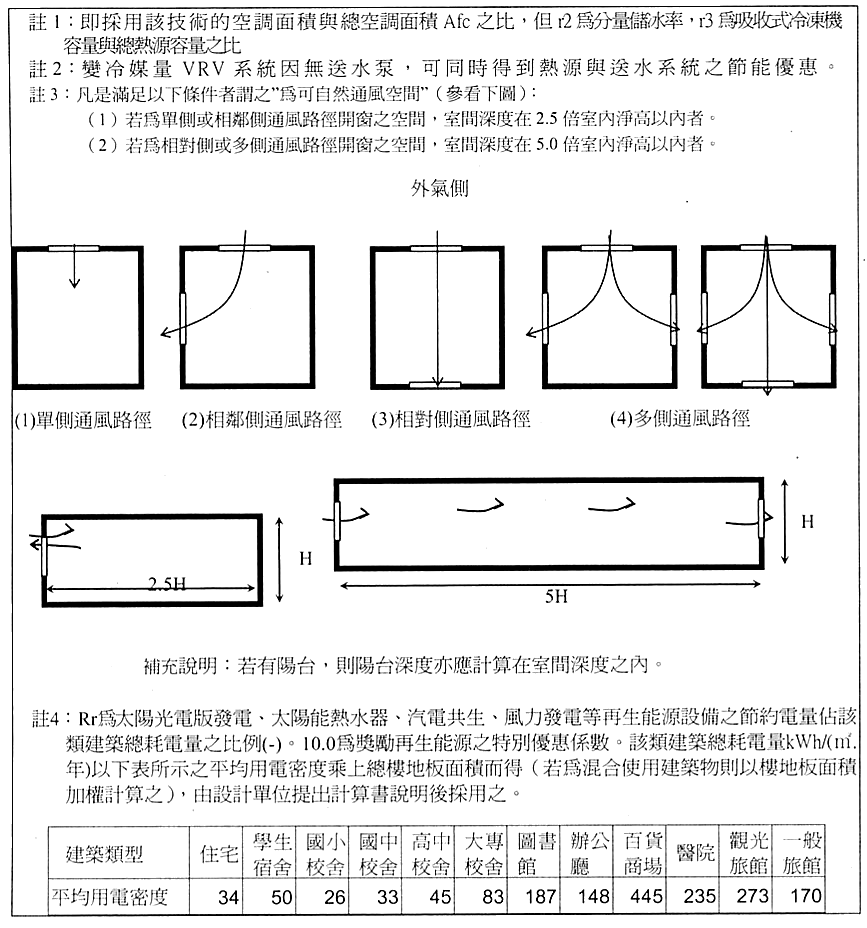 註1：即採用該技術的空調面積與總空調面積 Afc 之比，但 r2 為分量儲水率，r3 為吸收式冷凍機
容量與總熱源容量之比
註2：變冷媒量 VRV 系統因無送水泵，可同時得到熱源與送水系統之節能優惠。
註3：凡是滿足以下條件者謂之"為可自然通風空間"（參看下圖）：
（1）若為單側或相鄰側通風路徑開窗之空間，室間深度在 2.5 倍室內淨高以內者。
（2）若為相對側或多側通風路徑開窗之空間，室間深度在 5.0 倍室內淨高以內者。
外氣側
(1)單側通風路徑 (2)相鄰側通風路徑 (3)相對側通風路徑 (4)多側通風路徑
2.5H
H
5H
H
補充說明：若有陽台，則陽台深度亦應計算在室間深度之內。
註4：Rr為太陽光電版發電、太陽能熱水器、汽電共生、風力發電等再生能源設備之節約電量佔該
類建築總耗電量之比例(-)。10.0為獎勵再生能源之特別優惠係數。該類建築總耗電量kWh/(㎡.
年)以下表所示之平均用電密度乘上總樓地板面積而得（若為混合使用建築物則以樓地板面積
加權計算之），由設計單位提出計算書說明後採用之。
建築類型 住宅 學生宿舍 國小校舍 國中校舍 高中校舍 大專校舍 圖書館 辦公廳 百貨商場 醫院 觀光旅館 一般旅館
平均用電密度 34 50 26 33 45 83 187 148 445 235 273 170